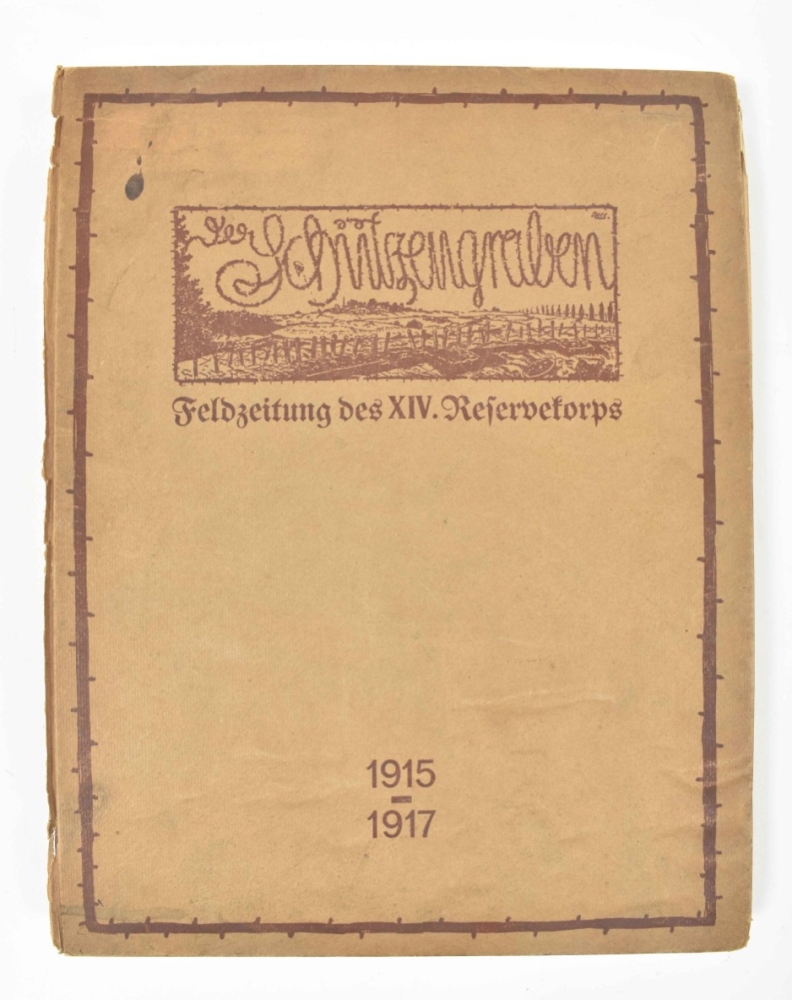 Der Schützengraben
Feldzeitung des XIV. Reservekorps
1915
-
1917